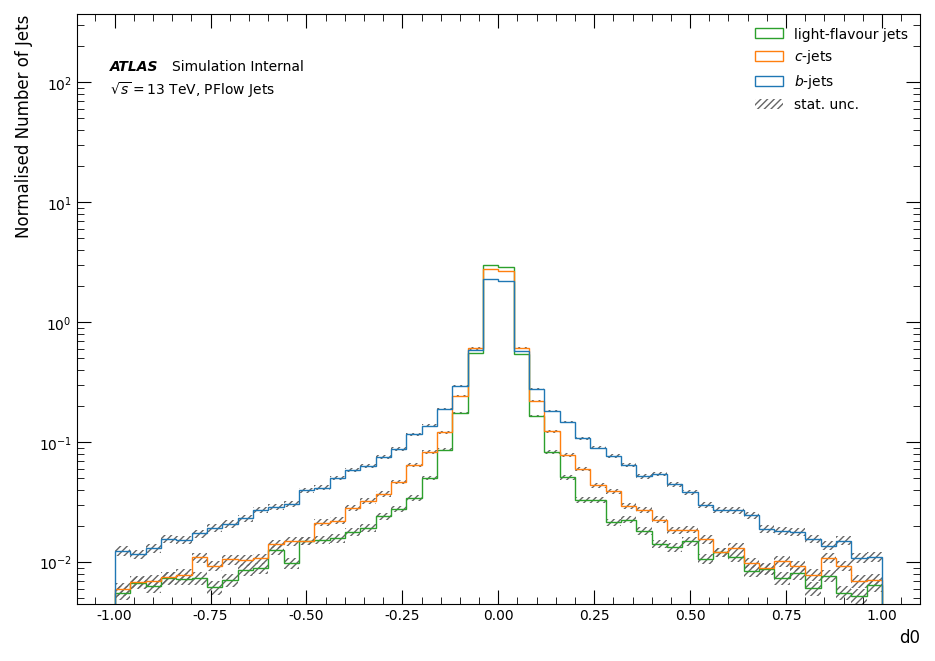 Normalised Number of Jets
ATLAS Simulation Internal
√s = 13 TeV, PFlow Jets
light-flavour jets
c-jets
b-jets
stat. unc.
10²
10¹
10⁰
10⁻¹
10⁻²
-1.00 -0.75 -0.50 -0.25 0.00 0.25 0.50 0.75 1.00
d0